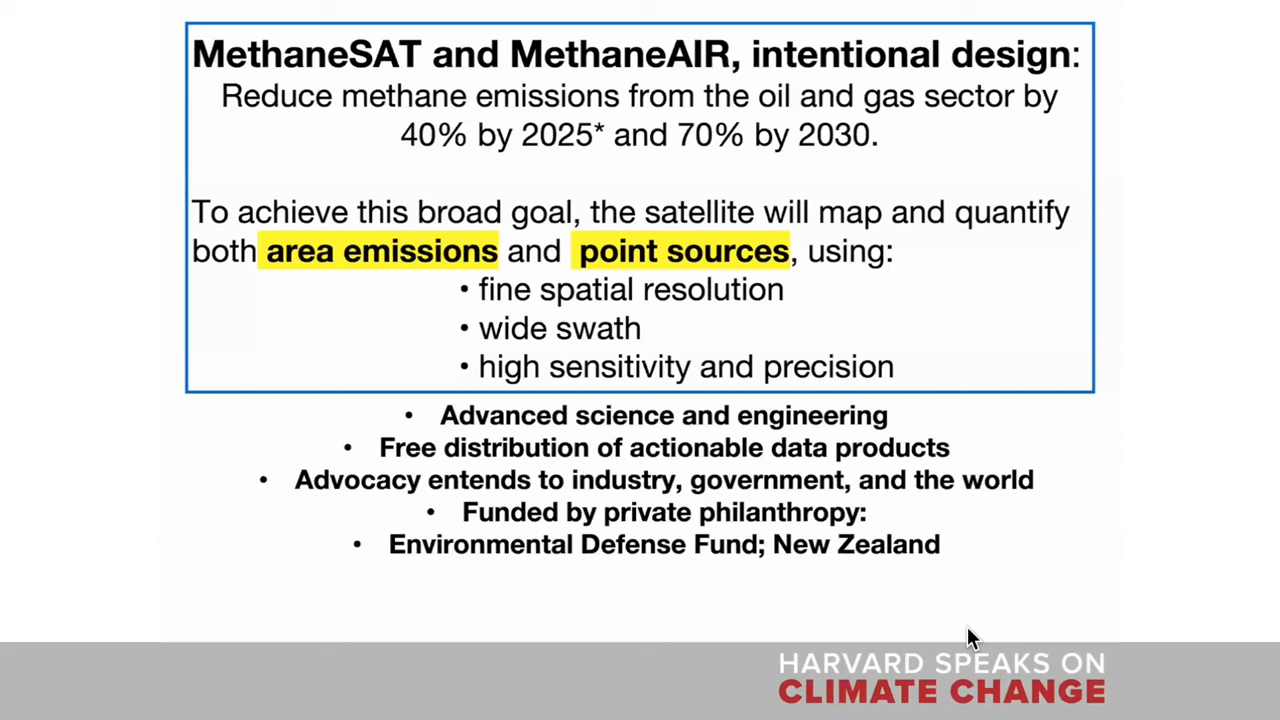 MethaneSAT and MethaneAIR, intentional design:
Reduce methane emissions from the oil and gas sector by
40% by 2025* and 70% by 2030.
To achieve this broad goal, the satellite will map and quantify
both area emissions and point sources, using:
• fine spatial resolution
• wide swath
• high sensitivity and precision
• Advanced science and engineering
• Free distribution of actionable data products
• Advocacy entends to industry, government, and the world
• Funded by private philanthropy:
• Environmental Defense Fund; New Zealand
HARVARD SPEAKS ON
CLIMATE CHANGE